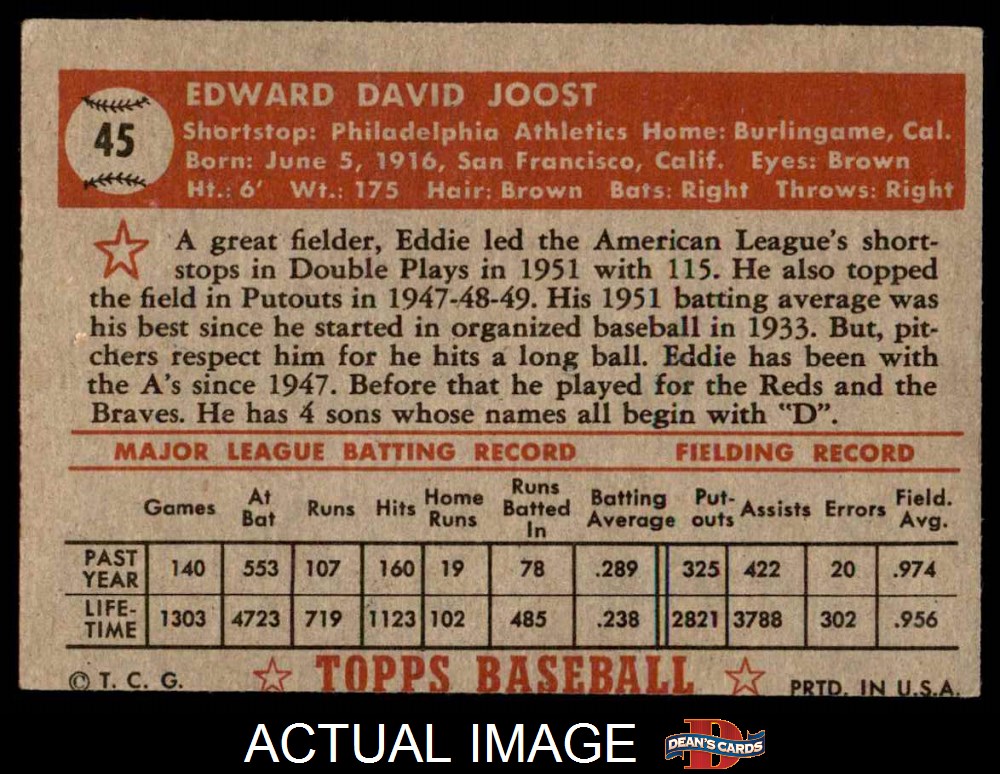 45
EDWARD DAVID JOOST
Shortstop: Philadelphia Athletics Home: Burlingame, Cal.
Born: June 5, 1916, San Francisco, Calif. Eyes: Brown
Ht.: 6' Wt.: 175 Hair: Brown Bats: Right Throws: Right
A great fielder, Eddie led the American League's short-
stops in Double Plays in 1951 with 115. He also topped
the field in Putouts in 1947-48-49. His 1951 batting average was
his best since he started in organized baseball in 1933. But, pit-
chers respect him for he hits a long ball. Eddie has been with
the A's since 1947. Before that he played for the Reds and the
Braves. He has 4 sons whose names all begin with "D".
MAJOR LEAGUE BATTING RECORD FIELDING RECORD
Games At Bat Runs Hits Home Runs Runs Batted In Batting Average Put-outs Assists Errors Field. Avg.
PAST YEAR 140 553 107 160 19 78 .289 325 422 20 .974
LIFE-TIME 1303 4723 719 1123 102 485 .238 2821 3788 302 .956
© T. C. G. TOPPS BASEBALL PRTD. IN U.S.A.
ACTUAL IMAGE DEAN'S CARDS